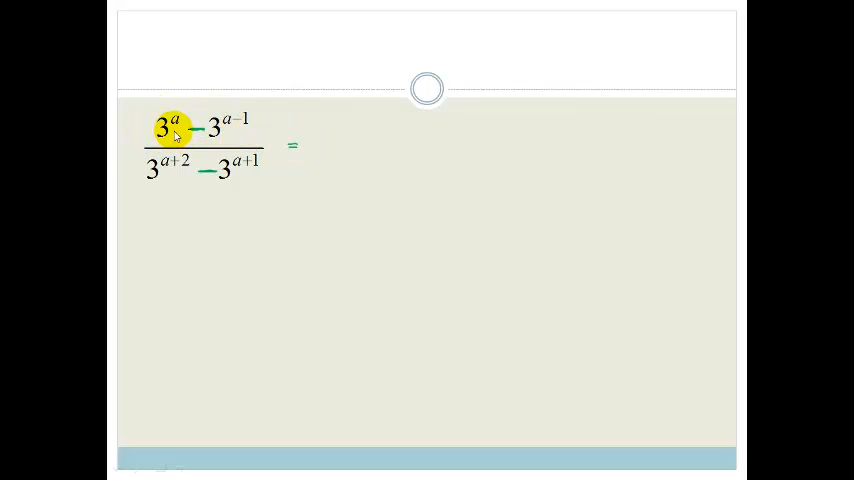 3^a − 3^{a−1}
3^{a+2} − 3^{a+1}
=